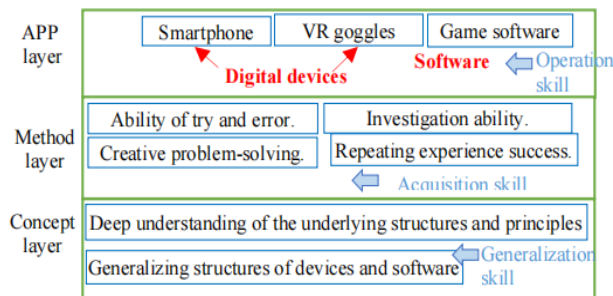 APP layer
Smartphone
VR goggles
Game software
Digital devices
Software
Operation skill
Method layer
Ability of try and error.
Investigation ability.
Creative problem-solving.
Repeating experience success.
Acquisition skill
Concept layer
Deep understanding of the underlying structures and principles
Generalizing structures of devices and software
Generalization skill